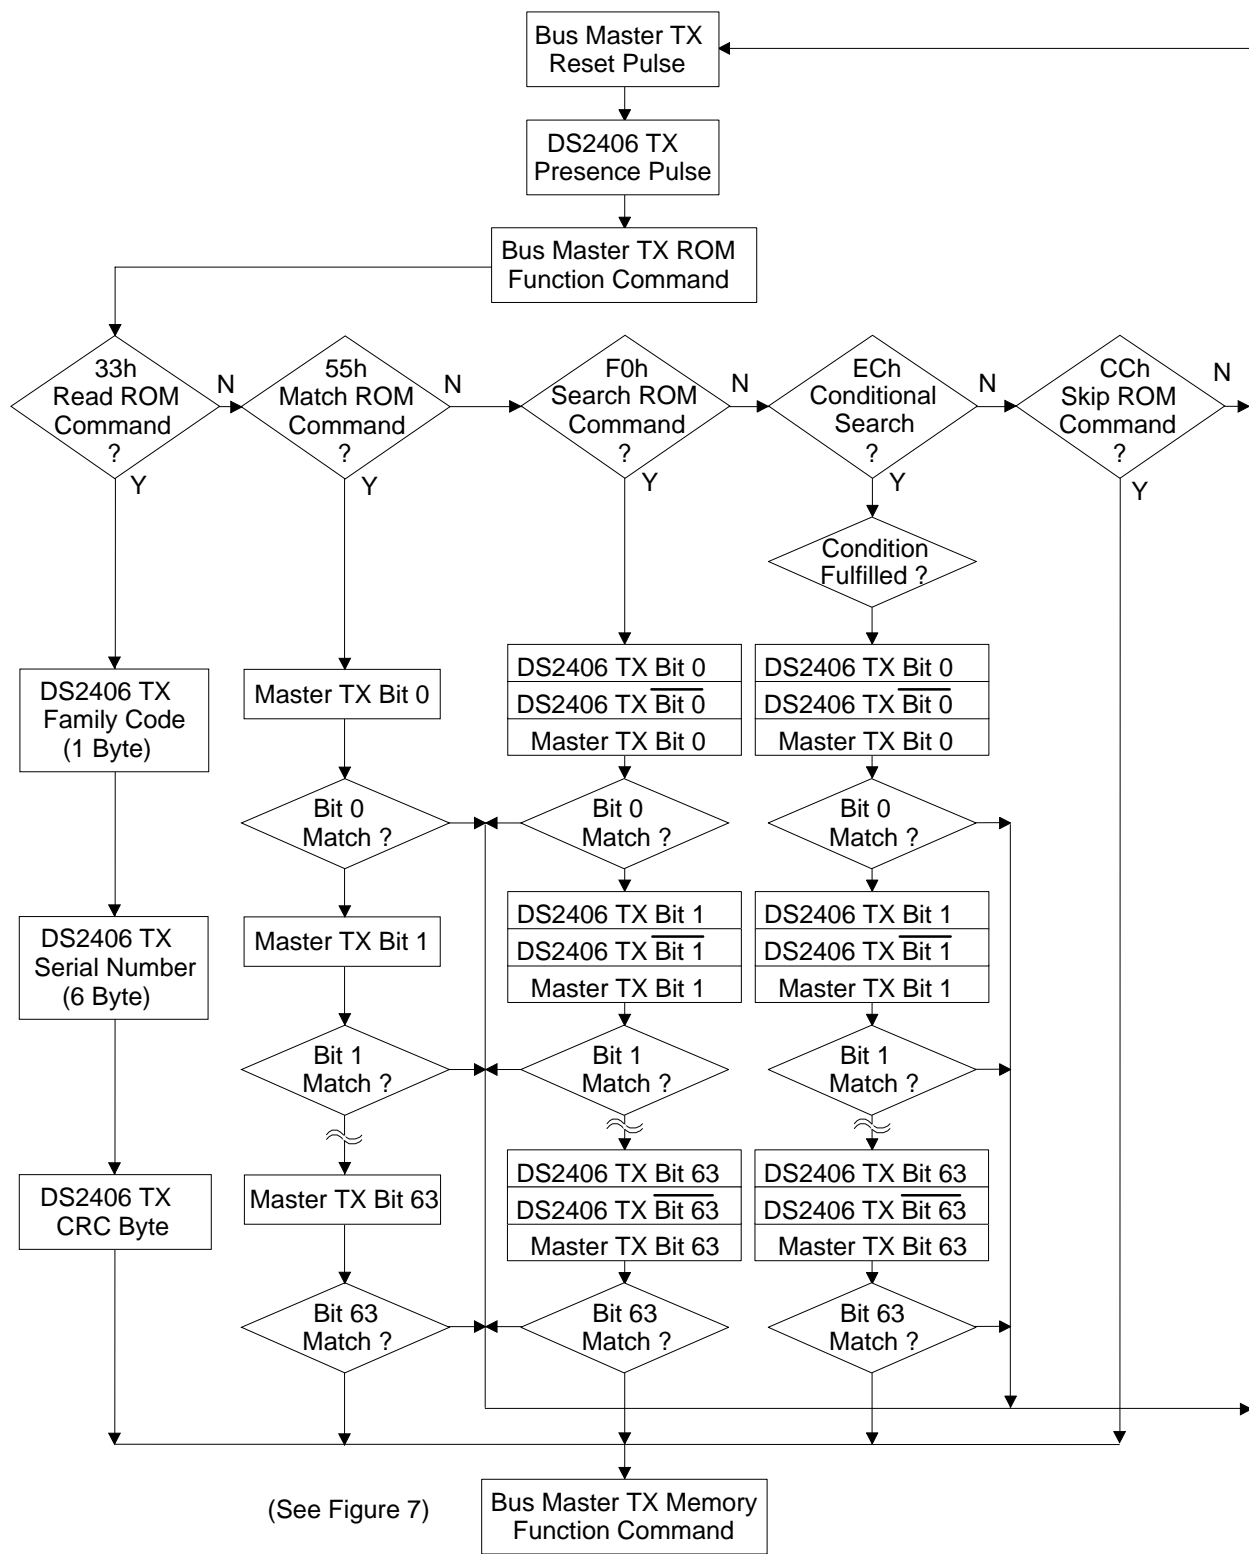 Bus Master TX
Reset Pulse
DS2406 TX
Presence Pulse
Bus Master TX ROM
Function Command
33h
Read ROM
Command
?
N
Y
55h
Match ROM
Command
?
N
Y
F0h
Search ROM
Command
?
N
Y
ECh
Conditional
Search
?
N
Y
CCh
Skip ROM
Command
?
N
Y
Condition
Fulfilled ?
DS2406 TX
Family Code
(1 Byte)
DS2406 TX
Serial Number
(6 Byte)
DS2406 TX
CRC Byte
Master TX Bit 0
Bit 0
Match ?
Master TX Bit 1
Bit 1
Match ?
Master TX Bit 63
Bit 63
Match ?
DS2406 TX Bit 0
DS2406 TX B̅i̅t̅ ̅0̅
Master TX Bit 0
Bit 0
Match ?
DS2406 TX Bit 1
DS2406 TX B̅i̅t̅ ̅1̅
Master TX Bit 1
Bit 1
Match ?
DS2406 TX Bit 63
DS2406 TX B̅i̅t̅ ̅6̅3̅
Master TX Bit 63
Bit 63
Match ?
DS2406 TX Bit 0
DS2406 TX B̅i̅t̅ ̅0̅
Master TX Bit 0
Bit 0
Match ?
DS2406 TX Bit 1
DS2406 TX B̅i̅t̅ ̅1̅
Master TX Bit 1
Bit 1
Match ?
DS2406 TX Bit 63
DS2406 TX B̅i̅t̅ ̅6̅3̅
Master TX Bit 63
Bit 63
Match ?
(See Figure 7)
Bus Master TX Memory
Function Command